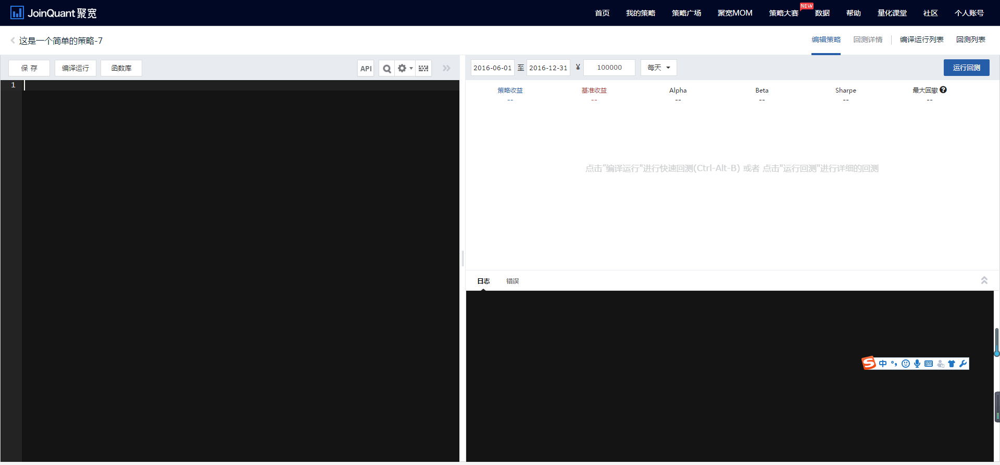 JoinQuant 聚宽
首页 我的策略 策略广场 聚宽MOM 策略大赛 NEW 数据 帮助 量化课堂 社区 个人账号
这是一个简单的策略-7
编辑策略 回测详情 编译运行列表 回测列表
保 存 编译运行 函数库 API
2016-06-01 至 2016-12-31 ¥ 100000 每天 运行回测
1
策略收益 基准收益 Alpha Beta Sharpe 最大回撤 ?
-- -- -- -- -- --
点击"编译运行"进行快速回测(Ctrl-Alt-B) 或者 点击"运行回测"进行详细的回测
日志 错误
S 中 °,